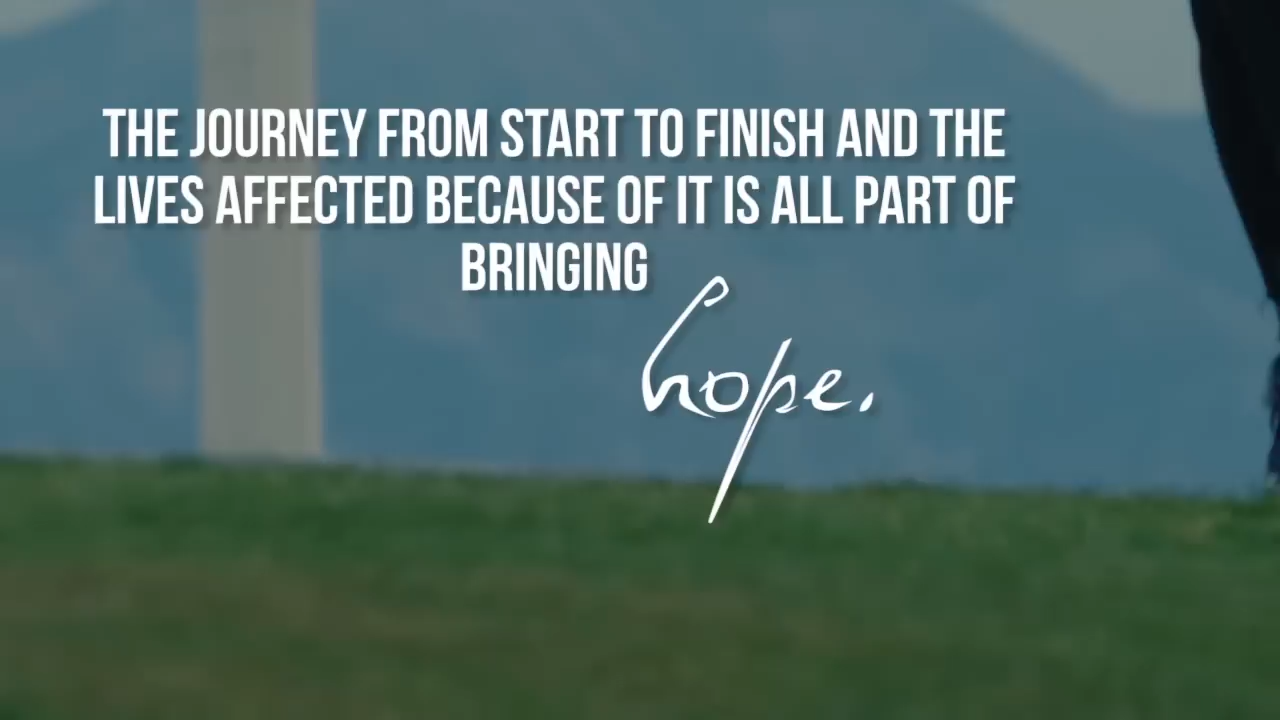 THE JOURNEY FROM START TO FINISH AND THE
LIVES AFFECTED BECAUSE OF IT IS ALL PART OF
BRINGING
hope.